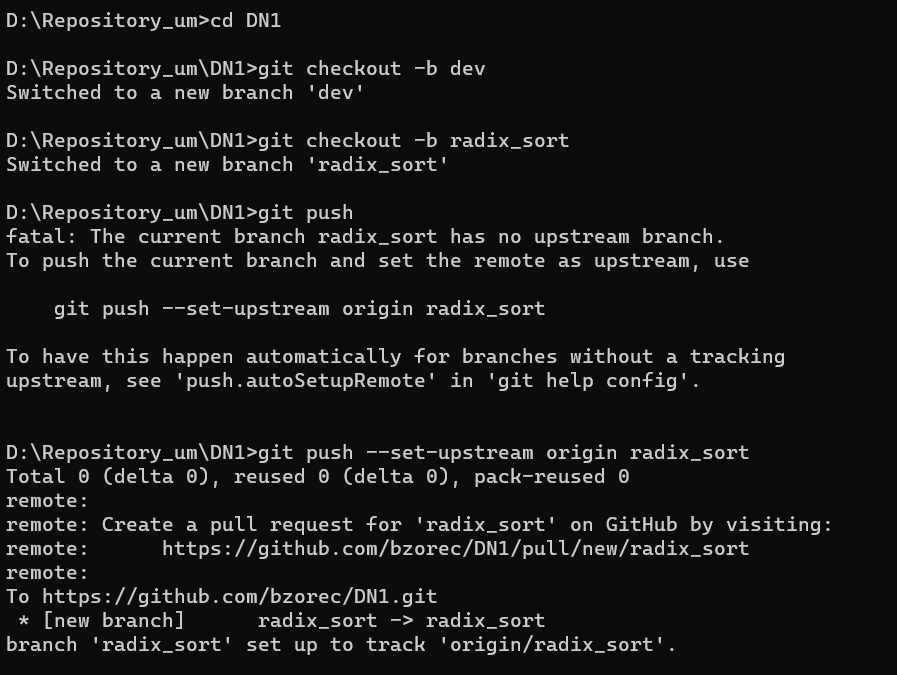 D:\Repository_um>cd DN1
D:\Repository_um\DN1>git checkout -b dev
Switched to a new branch 'dev'
D:\Repository_um\DN1>git checkout -b radix_sort
Switched to a new branch 'radix_sort'
D:\Repository_um\DN1>git push
fatal: The current branch radix_sort has no upstream branch.
To push the current branch and set the remote as upstream, use
    git push --set-upstream origin radix_sort
To have this happen automatically for branches without a tracking
upstream, see 'push.autoSetupRemote' in 'git help config'.
D:\Repository_um\DN1>git push --set-upstream origin radix_sort
Total 0 (delta 0), reused 0 (delta 0), pack-reused 0
remote:
remote: Create a pull request for 'radix_sort' on GitHub by visiting:
remote:      https://github.com/bzorec/DN1/pull/new/radix_sort
remote:
To https://github.com/bzorec/DN1.git
 * [new branch]      radix_sort -> radix_sort
branch 'radix_sort' set up to track 'origin/radix_sort'.